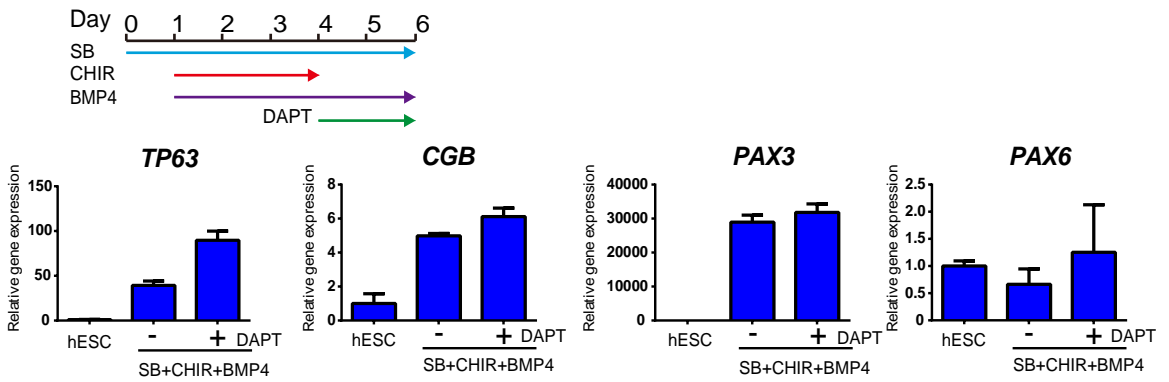 Day 0 1 2 3 4 5 6
SB
CHIR
BMP4
DAPT
TP63
Relative gene expression
150
100
50
0
hESC - + DAPT
SB+CHIR+BMP4
CGB
Relative gene expression
8
6
4
2
0
hESC - + DAPT
SB+CHIR+BMP4
PAX3
Relative gene expression
40000
30000
20000
10000
0
hESC - + DAPT
SB+CHIR+BMP4
PAX6
Relative gene expression
2.5
2.0
1.5
1.0
0.5
0.0
hESC - + DAPT
SB+CHIR+BMP4